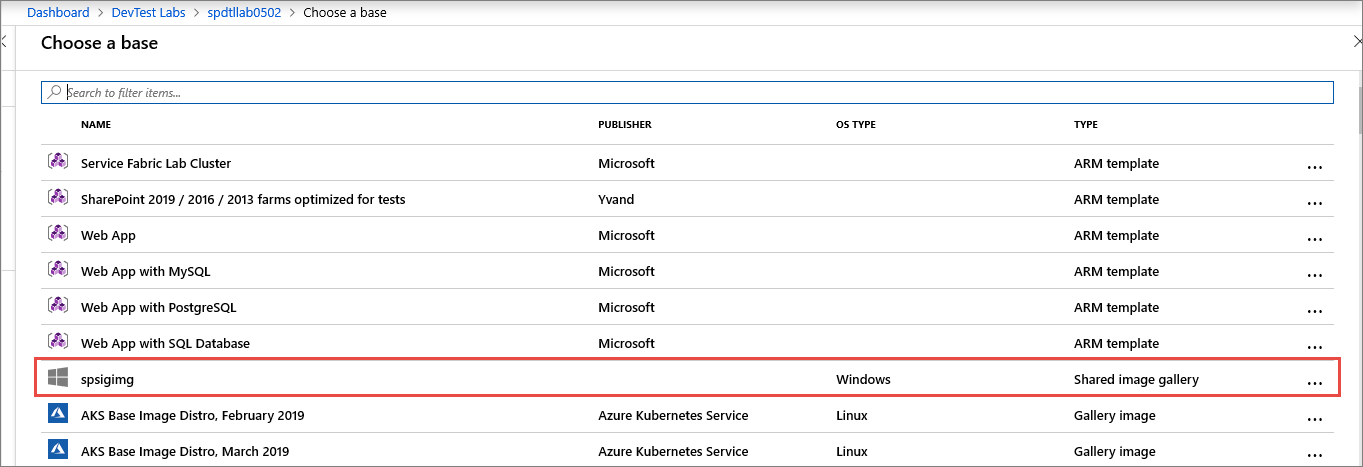 Dashboard > DevTest Labs > spdtllab0502 > Choose a base
Choose a base
Search to filter items...
NAME PUBLISHER OS TYPE TYPE
Service Fabric Lab Cluster Microsoft ARM template ...
SharePoint 2019 / 2016 / 2013 farms optimized for tests Yvand ARM template ...
Web App Microsoft ARM template ...
Web App with MySQL Microsoft ARM template ...
Web App with PostgreSQL Microsoft ARM template ...
Web App with SQL Database Microsoft ARM template ...
spsigimg Windows Shared image gallery ...
AKS Base Image Distro, February 2019 Azure Kubernetes Service Linux Gallery image ...
AKS Base Image Distro, March 2019 Azure Kubernetes Service Linux Gallery image ...